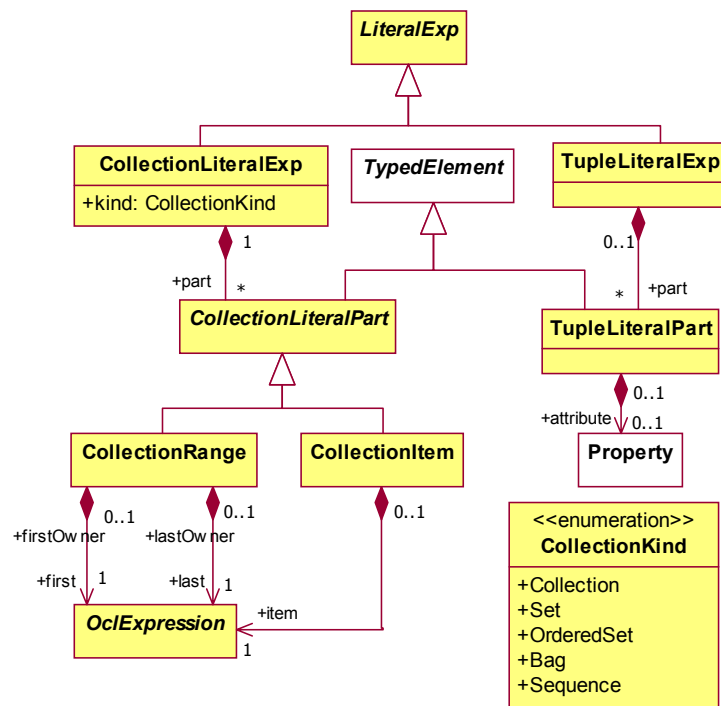 LiteralExp
CollectionLiteralExp
+kind: CollectionKind
TypedElement
TupleLiteralExp
1
0..1
+part
*
*
+part
CollectionLiteralPart
TupleLiteralPart
0..1
+attribute
0..1
CollectionRange
CollectionItem
Property
0..1
0..1
0..1
+firstOwner
+lastOwner
+first
1
+last
1
OclExpression
+item
1
<<enumeration>>
CollectionKind
+Collection
+Set
+OrderedSet
+Bag
+Sequence